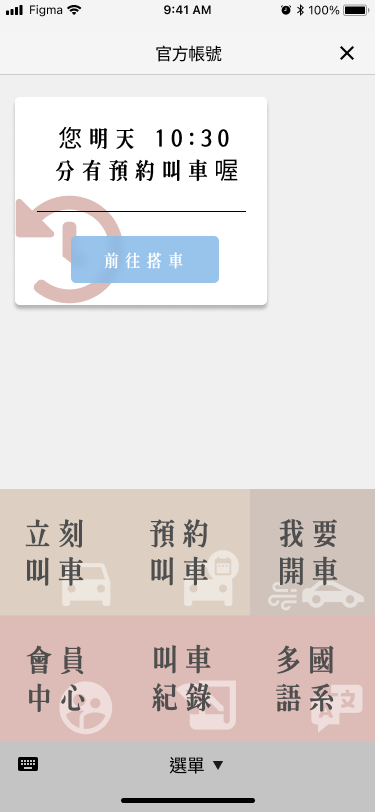 Figma 9:41 AM 100%
官方帳號
您明天 10:30
分有預約叫車喔
前往搭車
立刻
叫車
預約
叫車
我要
開車
會員
中心
叫車
紀錄
多國
語系
選單